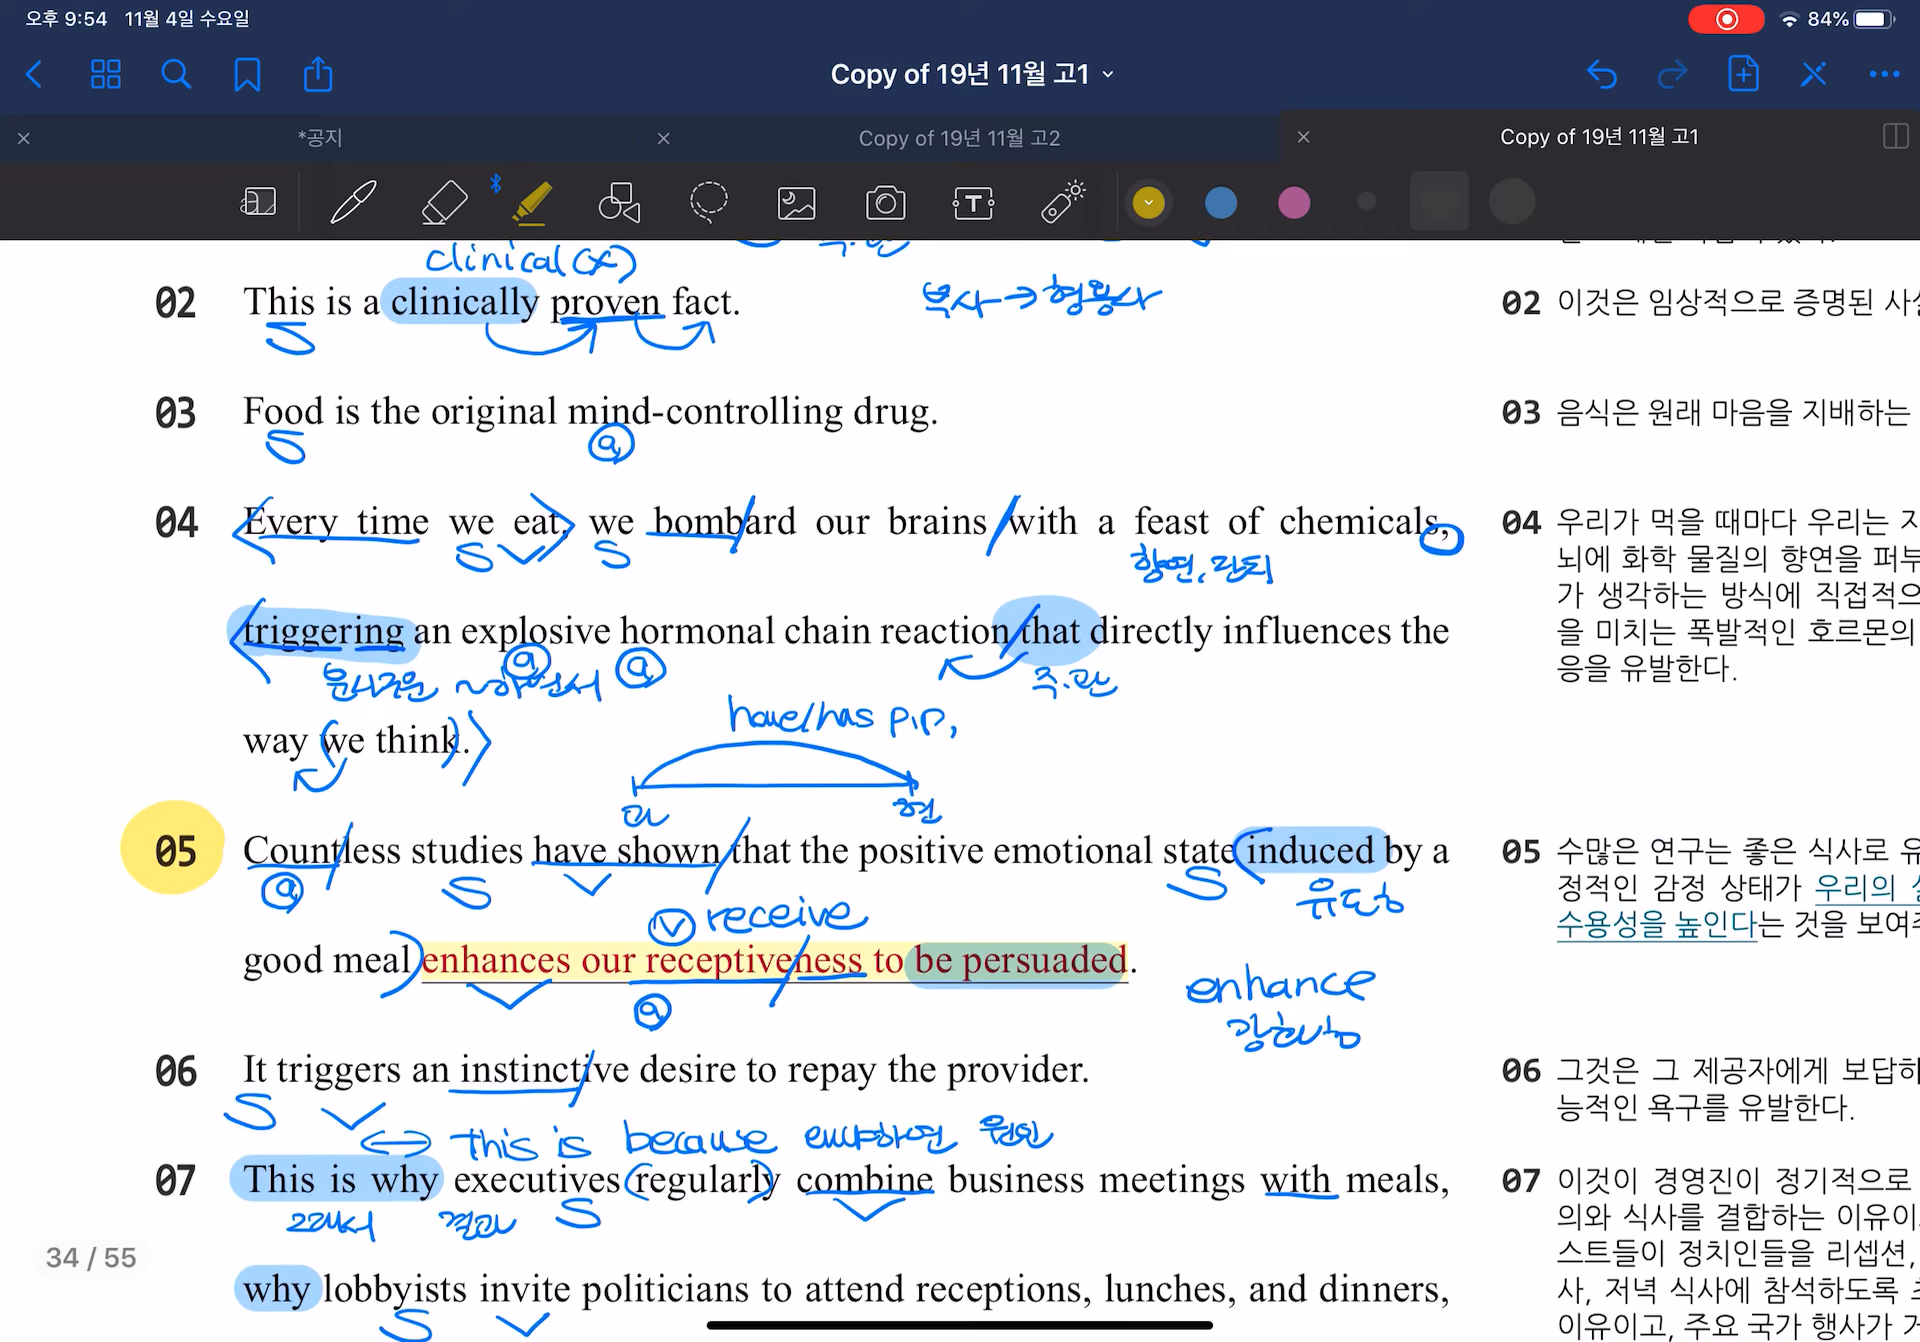 오후 9:54 11월 4일 수요일
84%
Copy of 19년 11월 고1
*공지
Copy of 19년 11월 고2
Copy of 19년 11월 고1
clinical(x)
02 This is a clinically proven fact.
부사→형용사
02 이것은 임상적으로 증명된
S
03 Food is the original mind-controlling drug.
03 음식은 원래 마음을 지배하는
S a
04 Every time we eat, we bombard our brains with a feast of chemicals,
04 우리가 먹을 때마다 우리는
S S
향연, 잔치
뇌에 화학 물질의 향연을
가 생각하는 방식에
triggering an explosive hormonal chain reaction that directly influences the
을 미치는 폭발적인 호르몬의
a a
분사구문
주.관
응을 유발한다.
have/has p.p,
way (we think).
과 현
05 Countless studies have shown that the positive emotional state induced by a
05 수많은 연구는 좋은 식사로
a S S
유도
정적인 감정 상태가 우리의
V receive
수용성을 높인다는 것을
good meal enhances our receptiveness to be persuaded.
a
enhance
06 It triggers an instinctive desire to repay the provider.
06 그것은 그 제공자에게
능적인 욕구를 유발한다.
S
↔ This is because 원인
07 This is why executives (regularly) combine business meetings with meals,
07 이것이 경영진이 정기적으로
그래서 결과 S
의와 식사를 결합하는
스트들이 정치인들을 리셉션,
34 / 55
why lobbyists invite politicians to attend receptions, lunches, and dinners,
사, 저녁 식사에 참석하도록
S
이유이고, 주요 국가 행사가